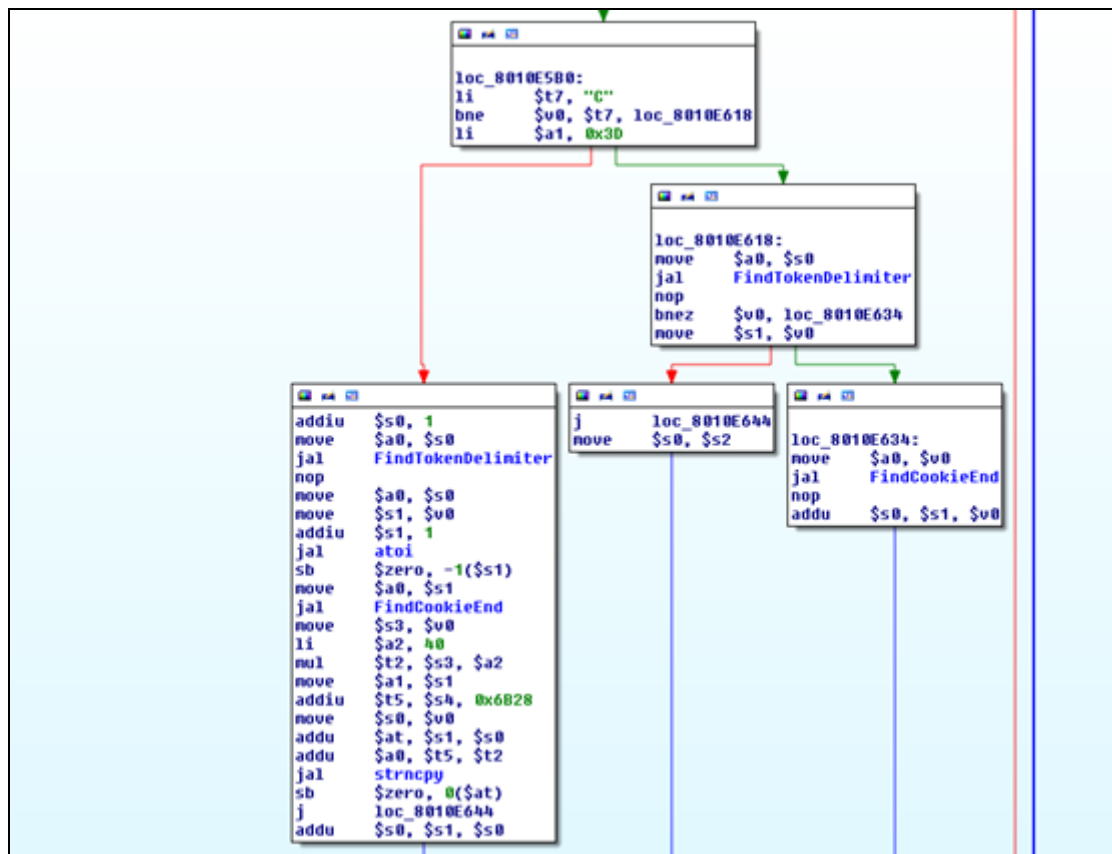 loc_8010E5B0:
li $t7, "C"
bne $v0, $t7, loc_8010E618
li $a1, 0x3D
loc_8010E618:
move $a0, $s0
jal FindTokenDelimiter
nop
bnez $v0, loc_8010E634
move $s1, $v0
addiu $s0, 1
move $a0, $s0
jal FindTokenDelimiter
nop
move $a0, $s0
move $s1, $v0
addiu $s1, 1
jal atoi
sb $zero, -1($s1)
move $a0, $s1
jal FindCookieEnd
move $s3, $v0
li $a2, 40
mul $t2, $s3, $a2
move $a1, $s1
addiu $t5, $s4, 0x6B28
move $s0, $v0
addu $at, $s1, $s0
addu $a0, $t5, $t2
jal strncpy
sb $zero, 0($at)
j loc_8010E644
addu $s0, $s1, $s0
j loc_8010E644
move $s0, $s2
loc_8010E634:
move $a0, $v0
jal FindCookieEnd
nop
addu $s0, $s1, $v0